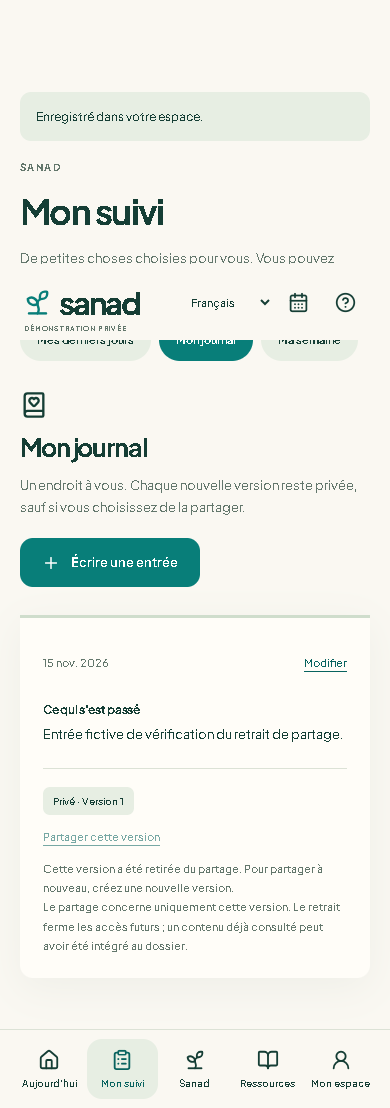 Enregistré dans votre espace.
SANAD
Mon suivi
De petites choses choisies pour vous. Vous pouvez
sanad
Français
DÉMONSTRATION PRIVÉE
Mes derniers jours
Mon journal
Ma semaine
Mon journal
Un endroit à vous. Chaque nouvelle version reste privée,
sauf si vous choisissez de la partager.
Écrire une entrée
15 nov. 2026
Modifier
Ce qui s'est passé
Entrée fictive de vérification du retrait de partage.
Privé · Version 1
Partager cette version
Cette version a été retirée du partage. Pour partager à
nouveau, créez une nouvelle version.
Le partage concerne uniquement cette version. Le retrait
ferme les accès futurs ; un contenu déjà consulté peut
avoir été intégré au dossier.
Aujourd'hui
Mon suivi
Sanad
Ressources
Mon espace